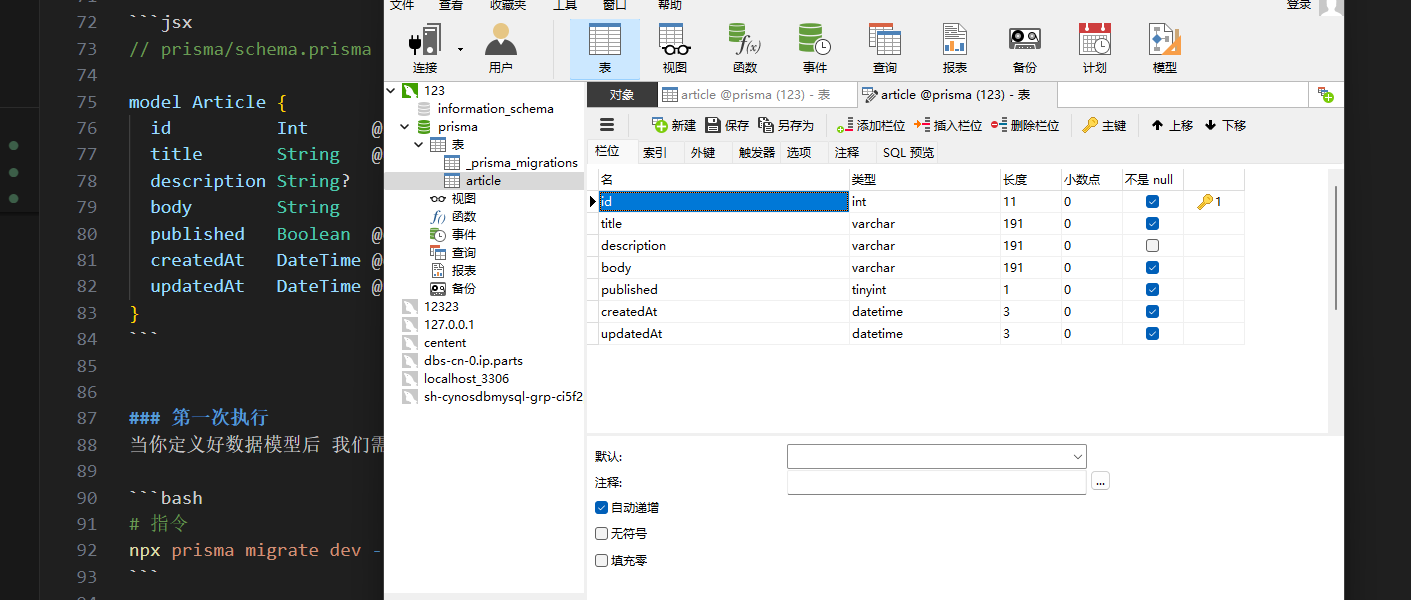 72 ```jsx
73 // prisma/schema.prisma
74
75 model Article {
76 id Int @
77 title String @
78 description String?
79 body String
80 published Boolean @
81 createdAt DateTime @
82 updatedAt DateTime @
83 }
84 ```
85
86
87 ### 第一次执行
88 当你定义好数据模型后 我们需
89
90 ```bash
91 # 指令
92 npx prisma migrate dev -
93 ```
文件 查看 收藏夹 工具 窗口 帮助 登录
连接 用户 表 视图 函数 事件 查询 报表 备份 计划 模型
123
information_schema
prisma
表
_prisma_migrations
article
视图
函数
事件
查询
报表
备份
12323
127.0.0.1
centent
dbs-cn-0.ip.parts
localhost_3306
sh-cynosdbmysql-grp-ci5f2
对象 article @prisma (123) - 表 article @prisma (123) - 表
新建 保存 另存为 添加栏位 插入栏位 删除栏位 主键 上移 下移
栏位 索引 外键 触发器 选项 注释 SQL 预览
名 类型 长度 小数点 不是 null
id int 11 0 1
title varchar 191 0
description varchar 191 0
body varchar 191 0
published tinyint 1 0
createdAt datetime 3 0
updatedAt datetime 3 0
默认:
注释: ...
自动递增
无符号
填充零